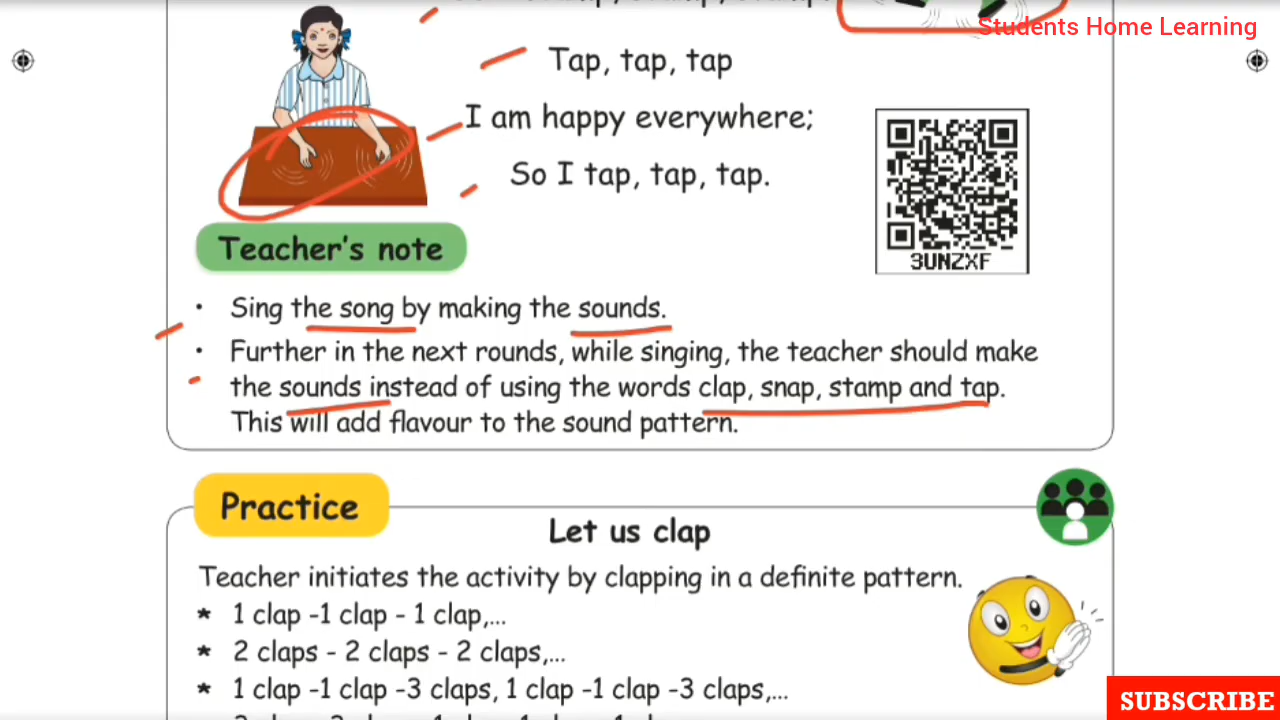 Students Home Learning
Tap, tap, tap
I am happy everywhere;
So I tap, tap, tap.
3UNZXF
Teacher's note
• Sing the song by making the sounds.
• Further in the next rounds, while singing, the teacher should make
the sounds instead of using the words clap, snap, stamp and tap.
This will add flavour to the sound pattern.
Practice
Let us clap
Teacher initiates the activity by clapping in a definite pattern.
* 1 clap -1 clap - 1 clap,...
* 2 claps - 2 claps - 2 claps,...
* 1 clap -1 clap -3 claps, 1 clap -1 clap -3 claps,...
SUBSCRIBE